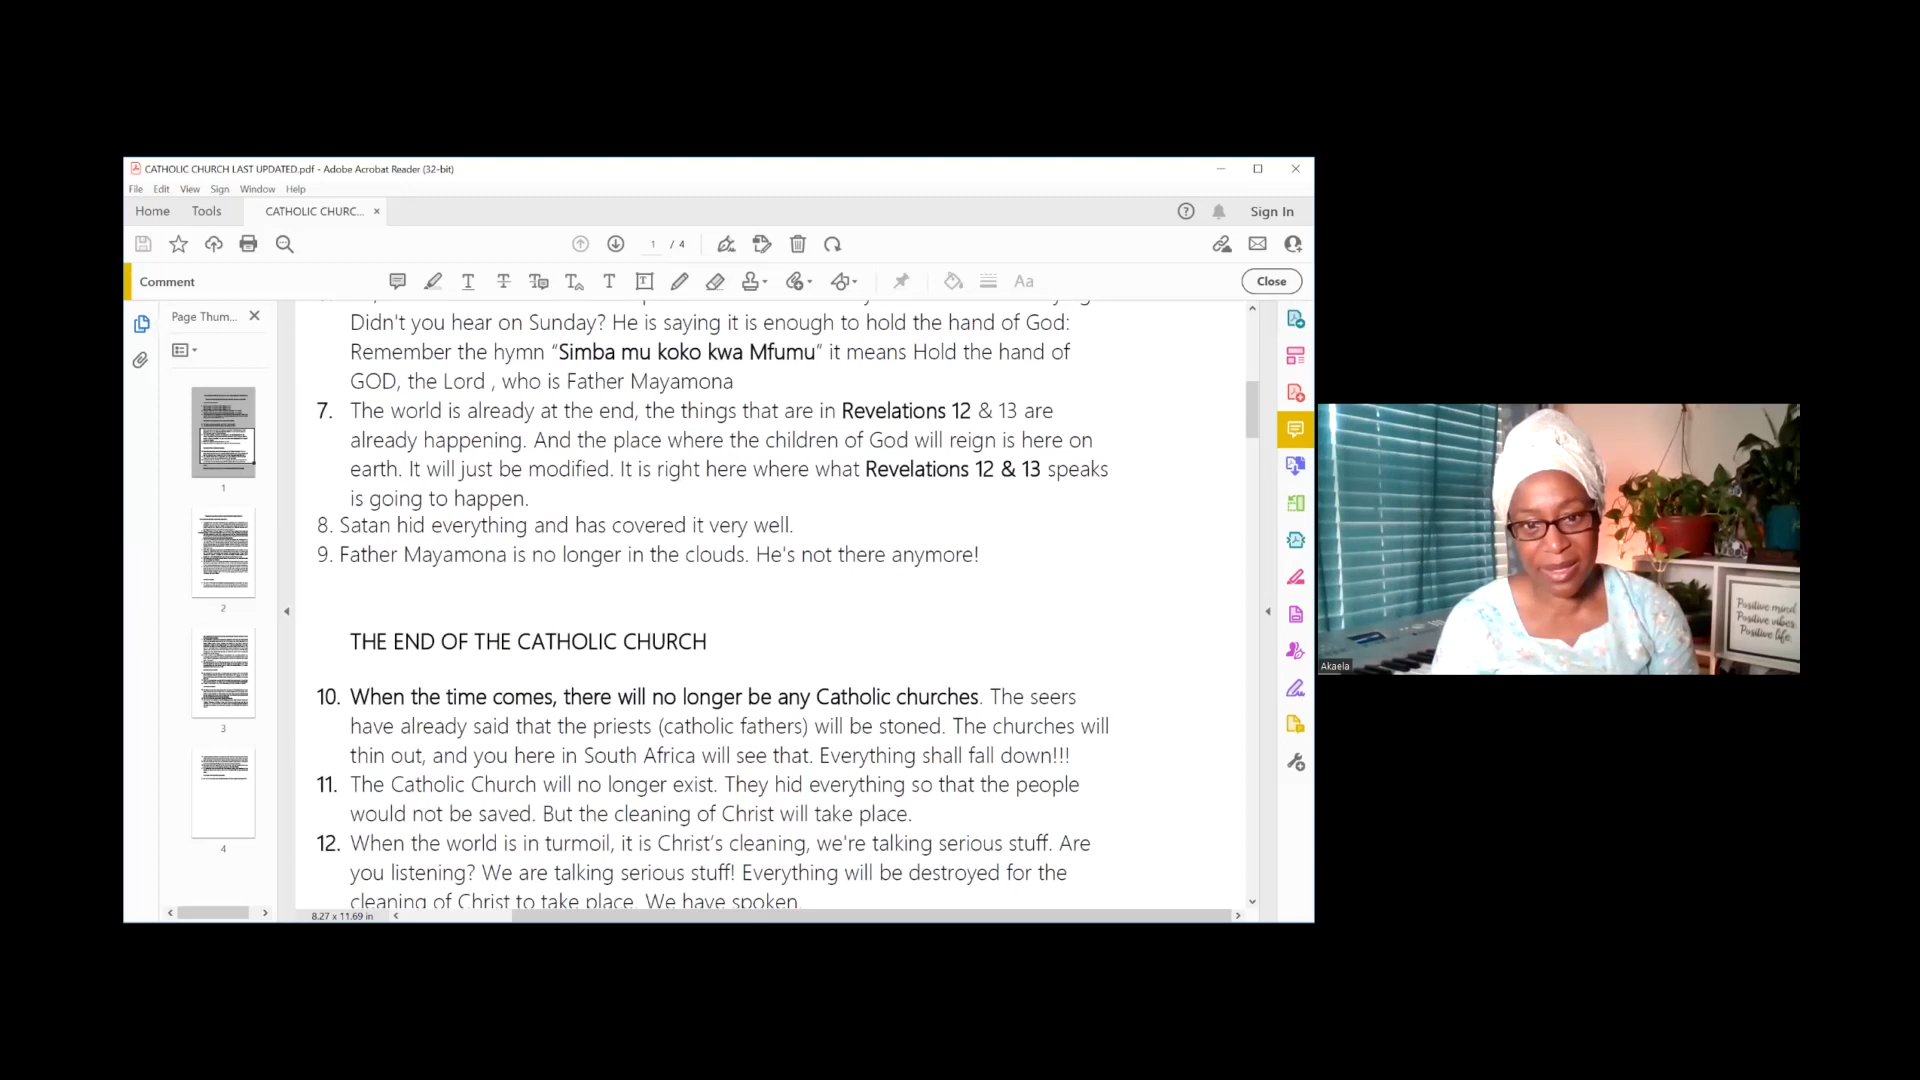 CATHOLIC CHURCH LAST UPDATED.pdf - Adobe Acrobat Reader (32-bit)
File Edit View Sign Window Help
Home Tools CATHOLIC CHURC... × Sign In
1 / 4
Comment Close
Page Thum...
Didn't you hear on Sunday? He is saying it is enough to hold the hand of God:
Remember the hymn “Simba mu koko kwa Mfumu” it means Hold the hand of
GOD, the Lord , who is Father Mayamona
7. The world is already at the end, the things that are in Revelations 12 & 13 are
already happening. And the place where the children of God will reign is here on
earth. It will just be modified. It is right here where what Revelations 12 & 13 speaks
is going to happen.
8. Satan hid everything and has covered it very well.
9. Father Mayamona is no longer in the clouds. He's not there anymore!
THE END OF THE CATHOLIC CHURCH
10. When the time comes, there will no longer be any Catholic churches. The seers
have already said that the priests (catholic fathers) will be stoned. The churches will
thin out, and you here in South Africa will see that. Everything shall fall down!!!
11. The Catholic Church will no longer exist. They hid everything so that the people
would not be saved. But the cleaning of Christ will take place.
12. When the world is in turmoil, it is Christ’s cleaning, we're talking serious stuff. Are
you listening? We are talking serious stuff! Everything will be destroyed for the
cleaning of Christ to take place. We have spoken.
1
2
3
4
8.27 x 11.69 in
Positive mind
Positive vibes
Positive life
Akaela